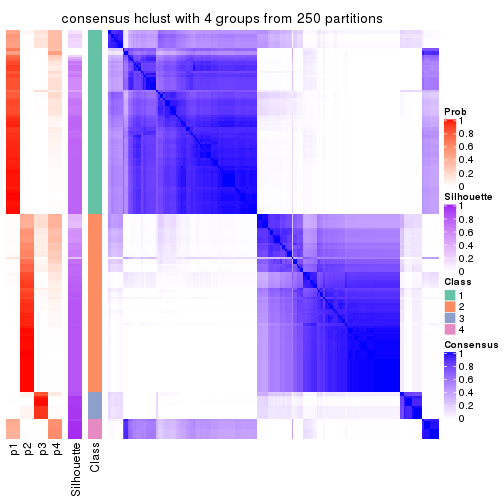 consensus hclust with 4 groups from 250 partitions
Prob
1
0.8
0.6
0.4
0.2
0
Silhouette
1
0.8
0.6
0.4
0.2
0
Class
1
2
3
4
Consensus
1
0.8
0.6
0.4
0.2
0
p1
p2
p3
p4
Silhouette
Class